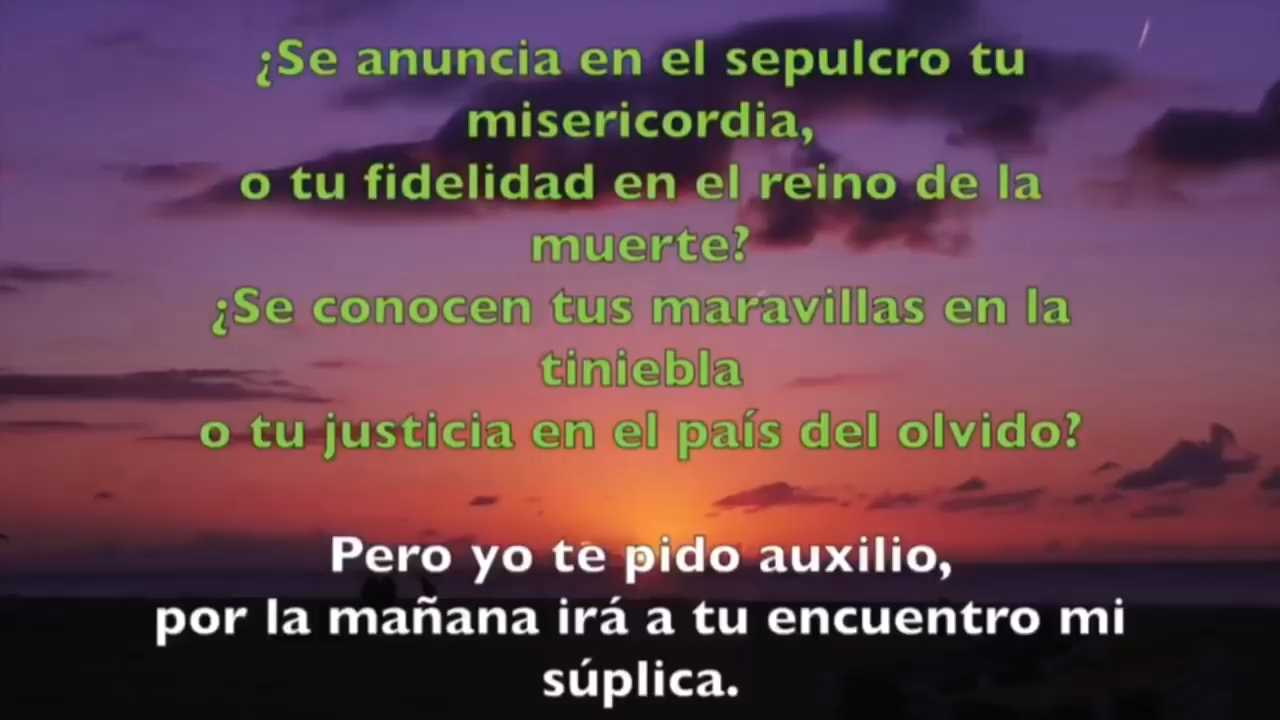 ¿Se anuncia en el sepulcro tu
misericordia,
o tu fidelidad en el reino de la
muerte?
¿Se conocen tus maravillas en la
tiniebla
o tu justicia en el país del olvido?
Pero yo te pido auxilio,
por la mañana irá a tu encuentro mi
súplica.